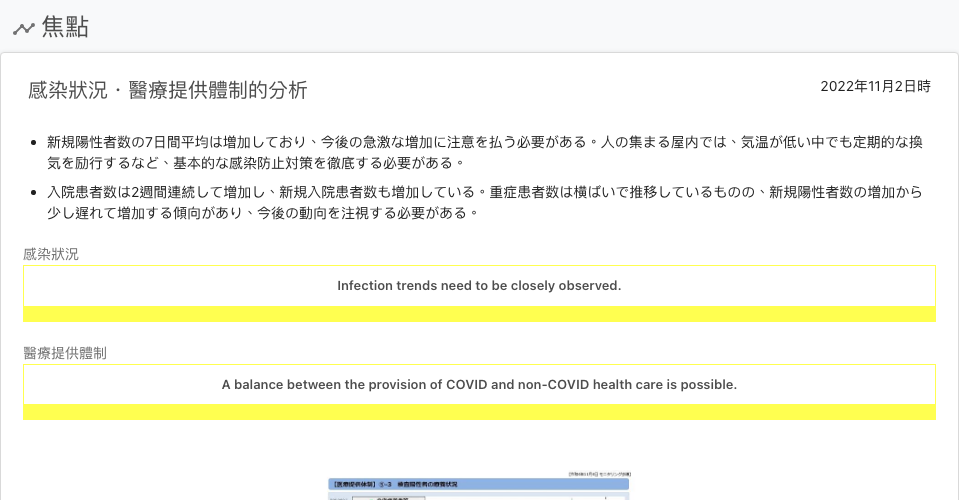 焦點
感染狀況・醫療提供體制的分析
2022年11月2日時
新規陽性者数の7日間平均は増加しており、今後の急激な増加に注意を払う必要がある。人の集まる屋内では、気温が低い中でも定期的な換
気を励行するなど、基本的な感染防止対策を徹底する必要がある。
入院患者数は2週間連続して増加し、新規入院患者数も増加している。重症患者数は横ばいで推移しているものの、新規陽性者数の増加から
少し遅れて増加する傾向があり、今後の動向を注視する必要がある。
感染狀況
Infection trends need to be closely observed.
醫療提供體制
A balance between the provision of COVID and non-COVID health care is possible.
【医療提供体制】⑤-3 検査陽性者の療養状況